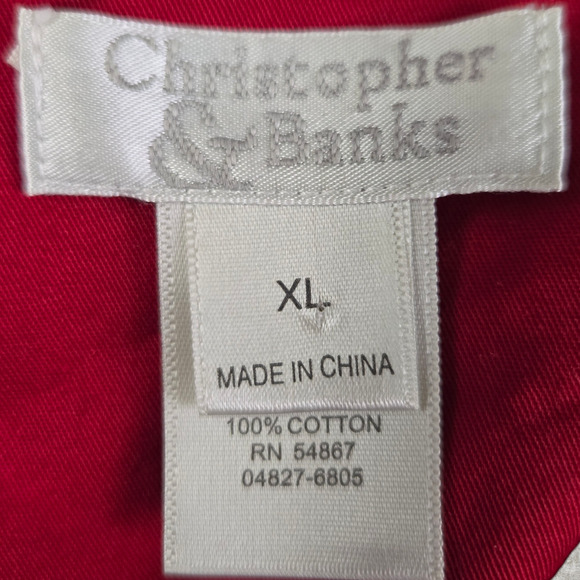 Christopher
& Banks
XL
MADE IN CHINA
100% COTTON
RN 54867
04827-6805